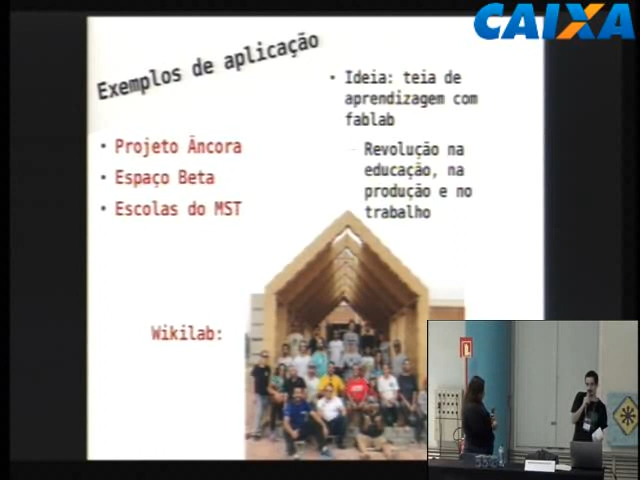 CAIXA
Exemplos de aplicação
• Projeto Âncora
• Espaço Beta
• Escolas do MST
Wikilab:
• Ideia: teia de
aprendizagem com
fablab
– Revolução na
educação, na
produção e no
trabalho